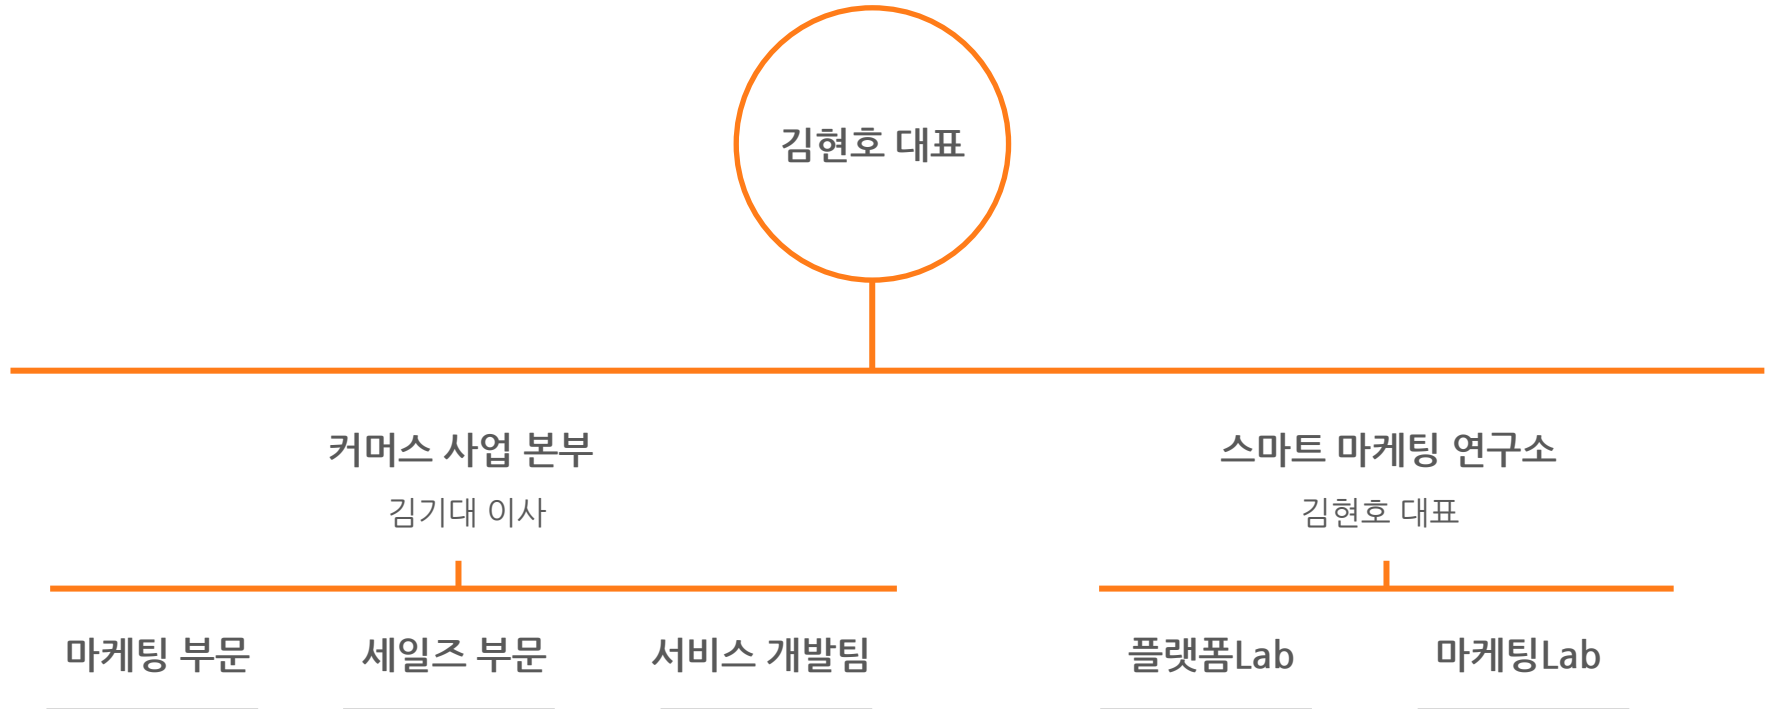 김현호 대표
커머스 사업 본부
김기대 이사
스마트 마케팅 연구소
김현호 대표
마케팅 부문
세일즈 부문
서비스 개발팀
플랫폼Lab
마케팅Lab